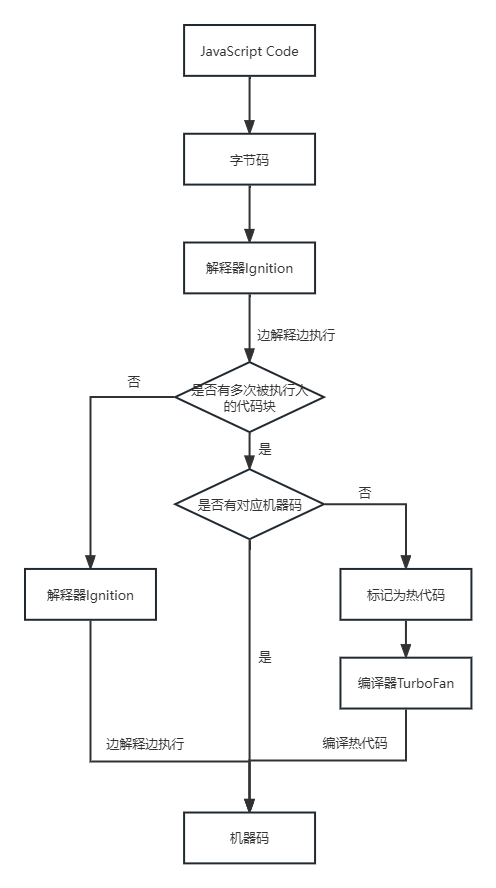 JavaScript Code
字节码
解释器Ignition
边解释边执行
否
是否有多次被执行人
的代码块
是
是否有对应机器码
否
解释器Ignition
标记为热代码
是
编译器TurboFan
边解释边执行
编译热代码
机器码